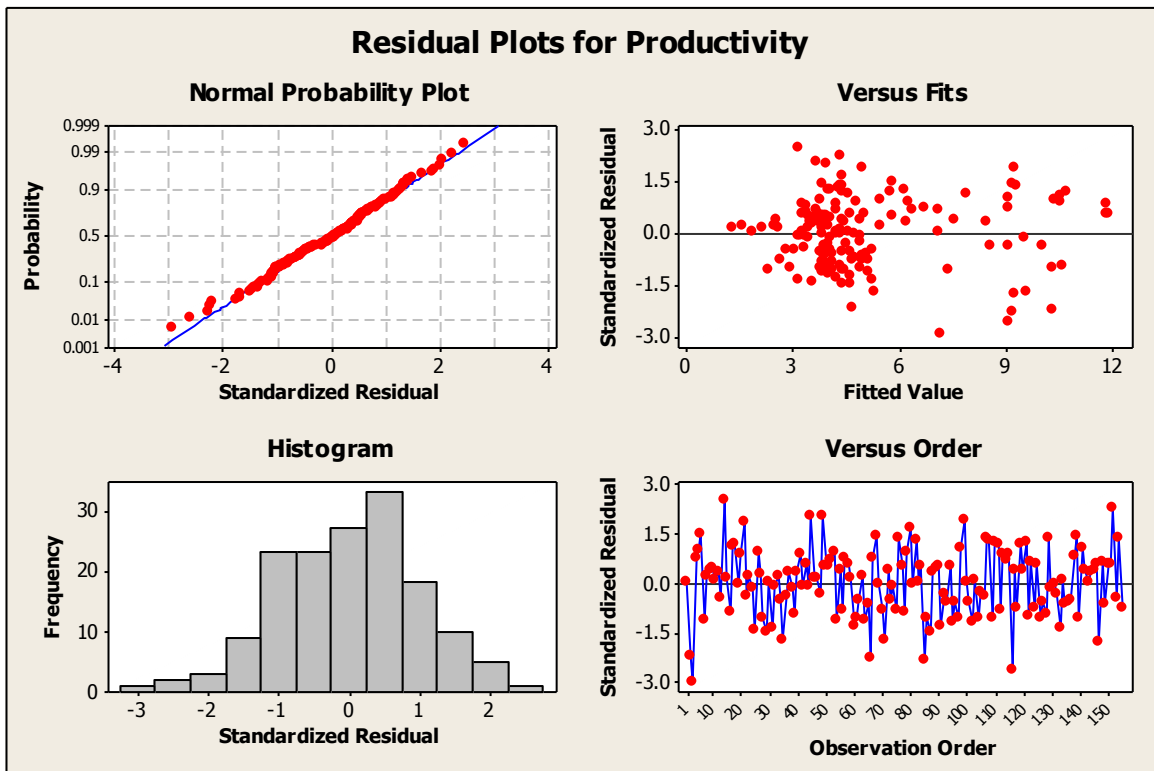 Residual Plots for Productivity
Normal Probability Plot
0.999
0.99
0.9
0.5
0.1
0.01
0.001
Probability
-4 -2 0 2 4
Standardized Residual
Versus Fits
3.0
1.5
0.0
-1.5
-3.0
Standardized Residual
0 3 6 9 12
Fitted Value
Histogram
30
20
10
0
Frequency
-3 -2 -1 0 1 2
Standardized Residual
Versus Order
3.0
1.5
0.0
-1.5
-3.0
Standardized Residual
1 10 20 30 40 50 60 70 80 90 100 110 120 130 140 150
Observation Order